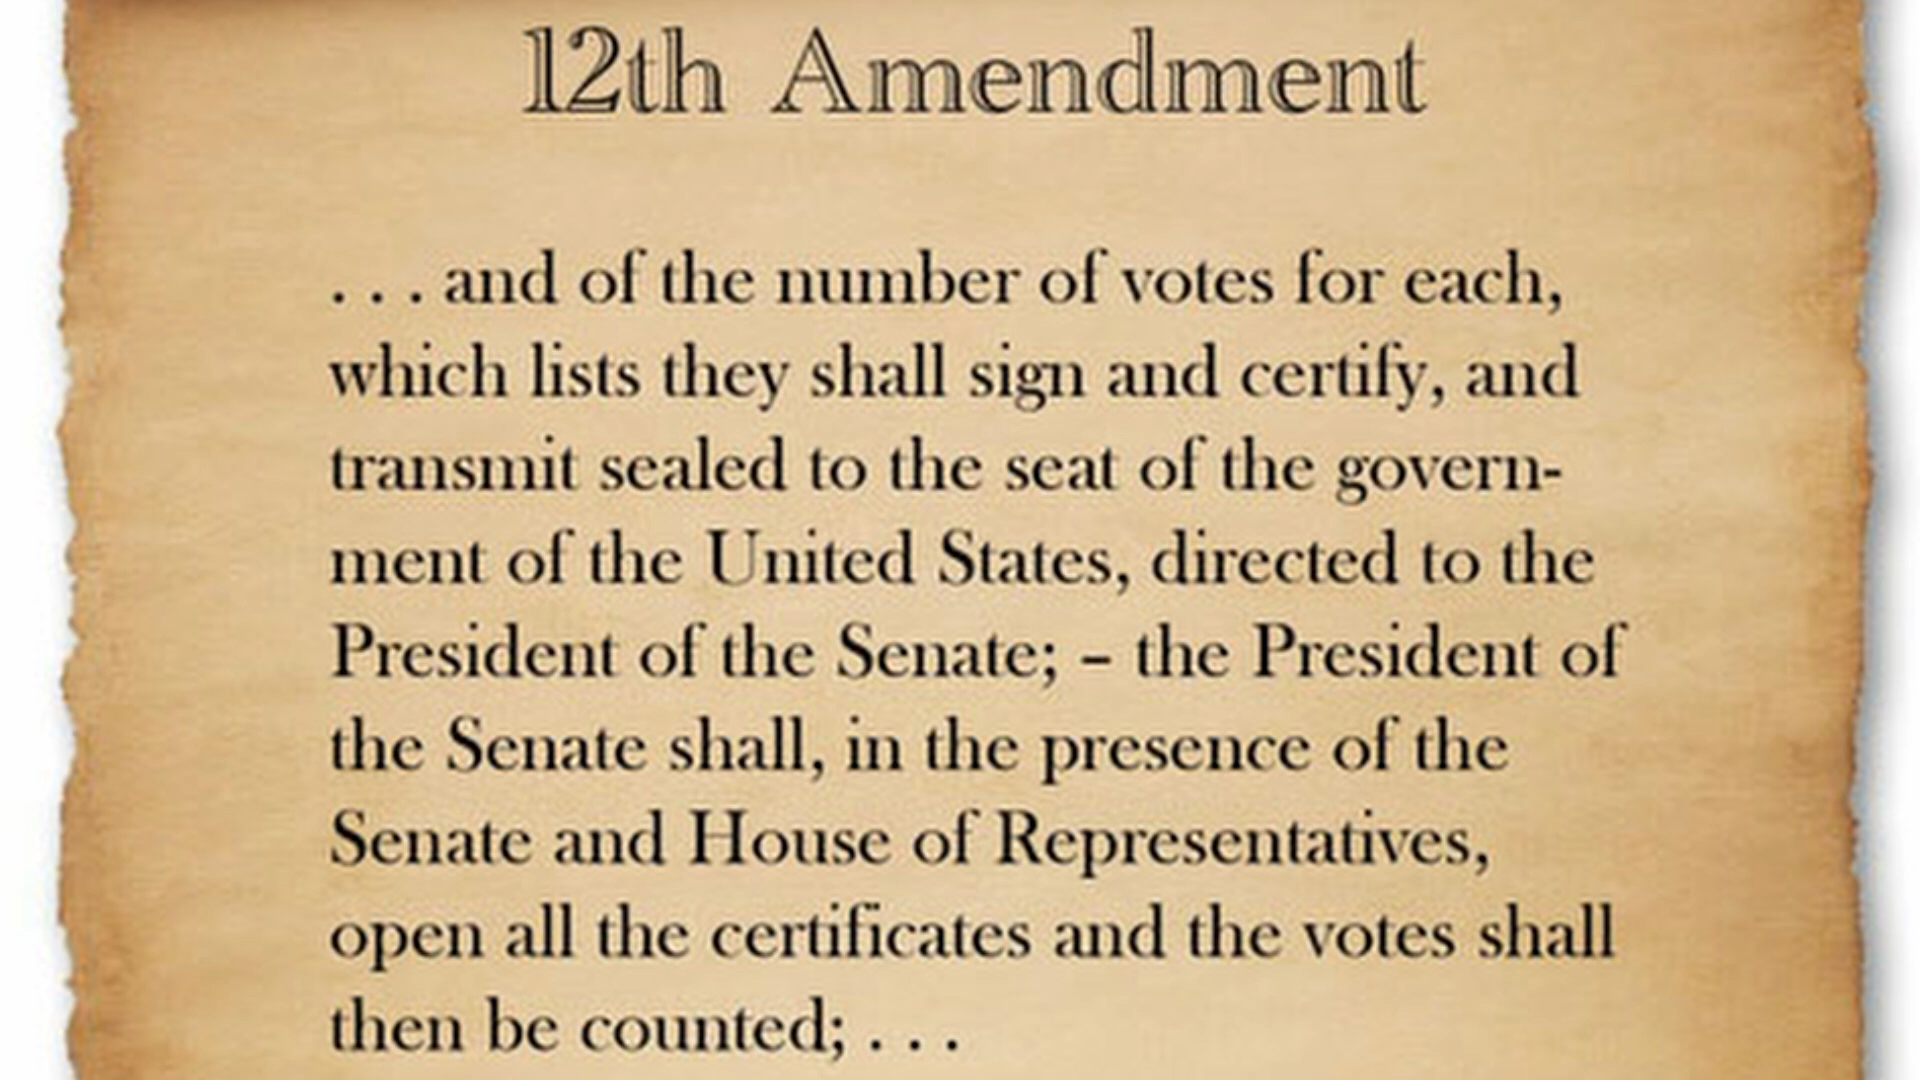 12th Amendment
. . . and of the number of votes for each,
which lists they shall sign and certify, and
transmit sealed to the seat of the govern-
ment of the United States, directed to the
President of the Senate; – the President of
the Senate shall, in the presence of the
Senate and House of Representatives,
open all the certificates and the votes shall
then be counted; . . .